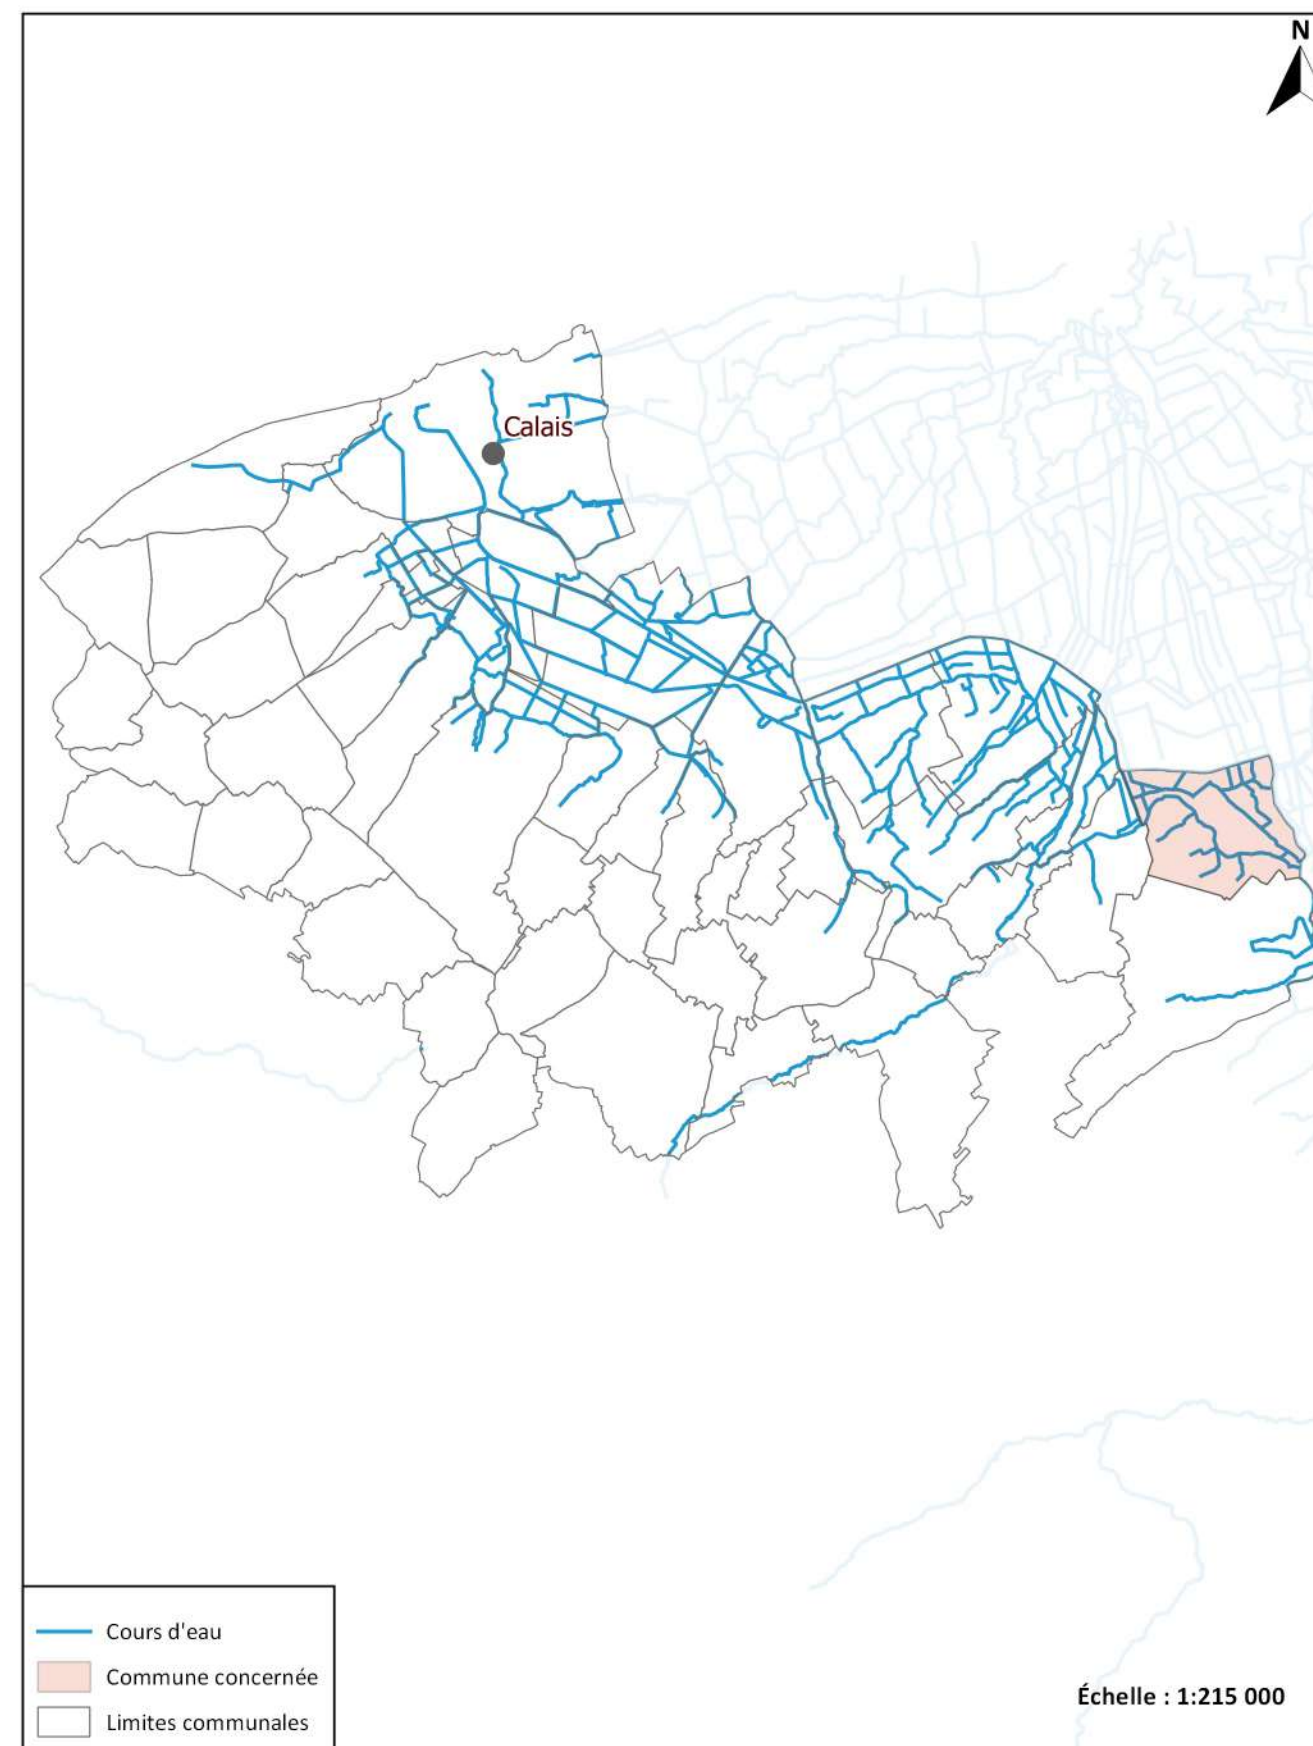 N
Calais
Cours d'eau
Commune concernée
Limites communales
Échelle : 1:215 000